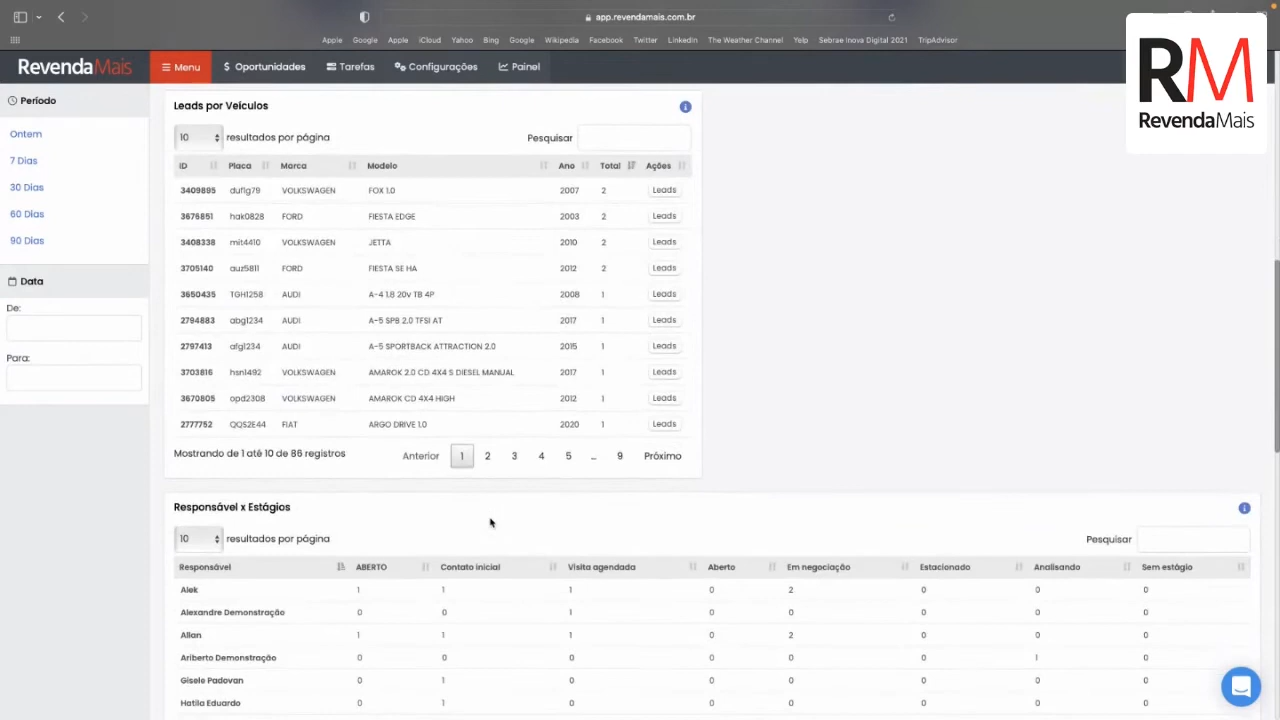 app.revendamais.com.br
Apple Google Apple iCloud Yahoo Bing Google Wikipedia Facebook Twitter LinkedIn The Weather Channel Yelp Sebrae Inova Digital 2021 TripAdvisor
RM
RevendaMais
RevendaMais Menu $ Oportunidades Tarefas Configurações Painel
Período
Ontem
7 Dias
30 Dias
60 Dias
90 Dias
Data
De:
Para:
Leads por Veículos
10 resultados por página Pesquisar
ID Placa Marca Modelo Ano Total Ações
3409895 duflg79 VOLKSWAGEN FOX 1.0 2007 2 Leads
3676851 hak0828 FORD FIESTA EDGE 2003 2 Leads
3408338 mit4410 VOLKSWAGEN JETTA 2010 2 Leads
3705140 auz5811 FORD FIESTA SE HA 2012 2 Leads
3650435 TGH1258 AUDI A-4 1.8 20v TB 4P 2008 1 Leads
2794883 abg1234 AUDI A-5 SPB 2.0 TFSI AT 2017 1 Leads
2797413 afg1234 AUDI A-5 SPORTBACK ATTRACTION 2.0 2015 1 Leads
3703816 hsn1492 VOLKSWAGEN AMAROK 2.0 CD 4X4 S DIESEL MANUAL 2017 1 Leads
3670805 opd2308 VOLKSWAGEN AMAROK CD 4X4 HIGH 2012 1 Leads
2777752 QQS2E44 FIAT ARGO DRIVE 1.0 2020 1 Leads
Mostrando de 1 até 10 de 86 registros Anterior 1 2 3 4 5 ... 9 Próximo
Responsável x Estágios
10 resultados por página Pesquisar
Responsável ABERTO Contato inicial Visita agendada Aberto Em negociação Estacionado Analisando Sem estágio
Alek 1 1 1 0 2 0 0 0
Alexandre Demonstração 0 0 1 0 0 0 0 0
Allan 1 1 1 0 2 0 0 0
Ariberto Demonstração 0 0 0 0 0 0 1 0
Gisele Padovan 0 1 0 0 0 0 0 0
Hatila Eduardo 0 1 0 0 0 0 0 0